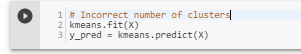 1 # Incorrect number of clusters
2 kmeans.fit(X)
3 y_pred = kmeans.predict(X)